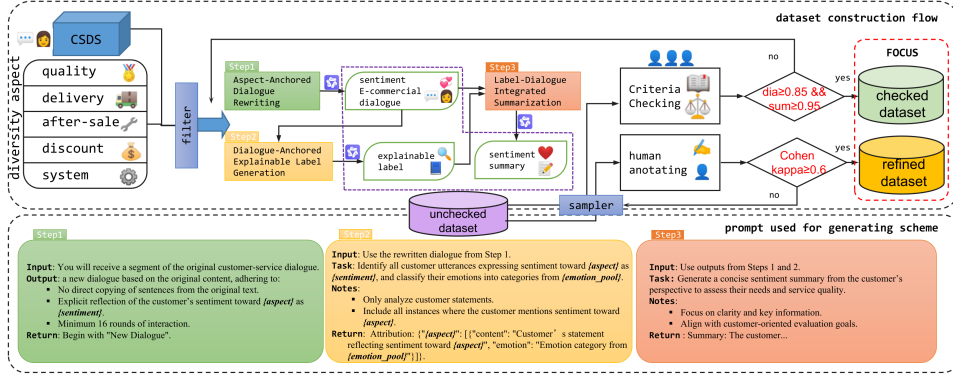 dataset construction flow
CSDS
diversity aspect
quality
delivery
after-sale
discount
system
filter
Step1
Aspect-Anchored
Dialogue
Rewriting
sentiment
E-commercial
dialogue
Step3
Label-Dialogue
Integrated
Summarization
Step2
Dialogue-Anchored
Explainable Label
Generation
explainable
label
sentiment
summary
unchecked
dataset
sampler
Criteria
Checking
human
anotating
no
dia≥0.85 &&
sum≥0.95
yes
Cohen
kappa≥0.6
yes
no
FOCUS
checked
dataset
refined
dataset
prompt used for generating scheme
Step1
Input: You will receive a segment of the original customer-service dialogue.
Output: a new dialogue based on the original content, adhering to:
▪ No direct copying of sentences from the original text.
▪ Explicit reflection of the customer's sentiment toward {aspect} as
{sentiment}.
▪ Minimum 16 rounds of interaction.
Return: Begin with "New Dialogue".
Step2
Input: Use the rewritten dialogue from Step 1.
Task: Identify all customer utterances expressing sentiment toward {aspect} as
{sentiment}, and classify their emotions into categories from {emotion_pool}.
Notes:
▪ Only analyze customer statements.
▪ Include all instances where the customer mentions sentiment toward
{aspect}.
Return: Attribution: {"{aspect}": [{"content": "Customer's statement
reflecting sentiment toward {aspect}", "emotion": "Emotion category from
{emotion_pool}"}]}.
Step3
Input: Use outputs from Steps 1 and 2.
Task: Generate a concise sentiment summary from the customer's
perspective to assess their needs and service quality.
Notes:
▪ Focus on clarity and key information.
▪ Align with customer-oriented evaluation goals.
Return : Summary: The customer...